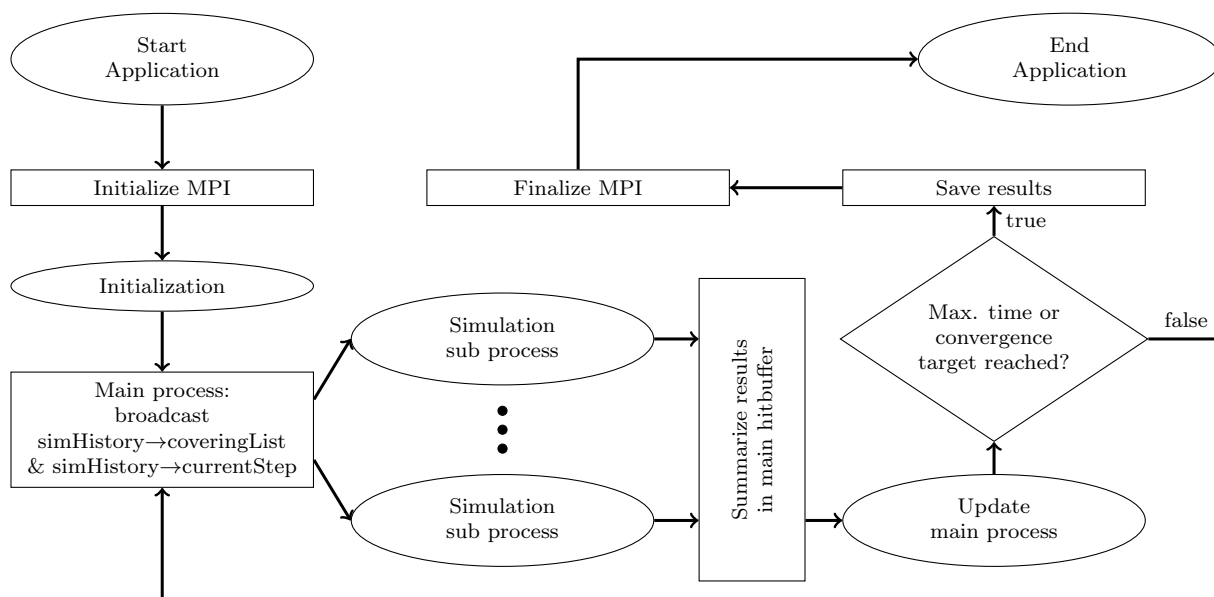 Start
Application
End
Application
Initialize MPI
Finalize MPI
Save results
true
Initialization
Simulation
sub process
Max. time or
convergence
target reached?
false
Main process:
broadcast
simHistory→coveringList
& simHistory→currentStep
Summarize results
in main hitbuffer
Simulation
sub process
Update
main process